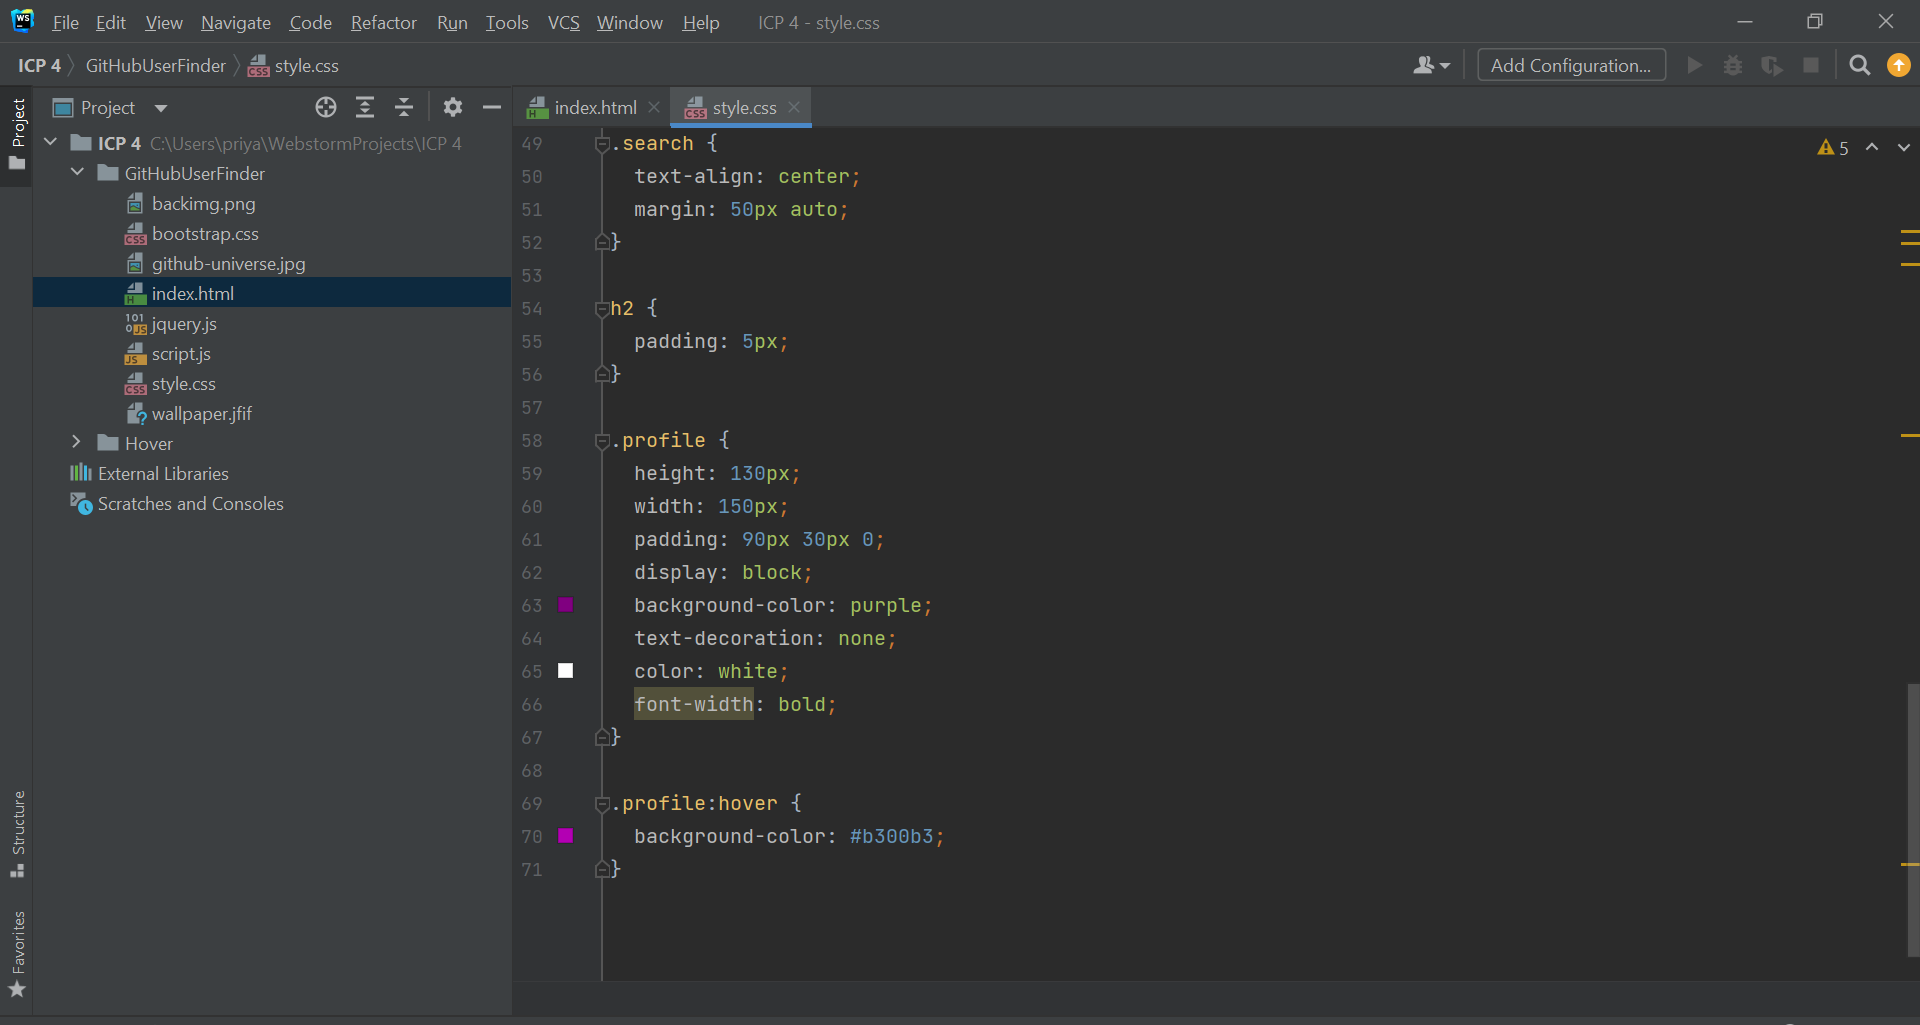 WS File Edit View Navigate Code Refactor Run Tools VCS Window Help ICP 4 - style.css
ICP 4 GitHubUserFinder CSS style.css Add Configuration...
Project
Project
index.html
style.css
ICP 4 C:\Users\priya\WebstormProjects\ICP 4
GitHubUserFinder
backimg.png
bootstrap.css
github-universe.jpg
index.html
jquery.js
script.js
style.css
wallpaper.jfif
Hover
External Libraries
Scratches and Consoles
Structure
Favorites
5
49 .search {
50 text-align: center;
51 margin: 50px auto;
52 }
53
54 h2 {
55 padding: 5px;
56 }
57
58 .profile {
59 height: 130px;
60 width: 150px;
61 padding: 90px 30px 0;
62 display: block;
63 background-color: purple;
64 text-decoration: none;
65 color: white;
66 font-width: bold;
67 }
68
69 .profile:hover {
70 background-color: #b300b3;
71 }